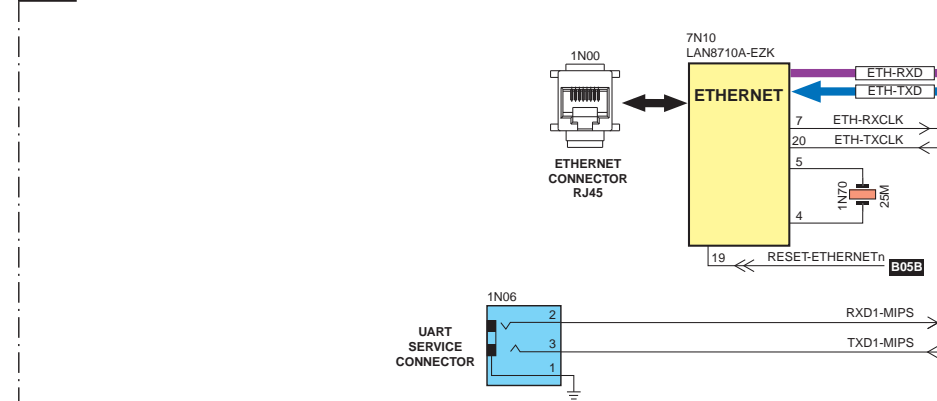 7N10
LAN8710A-EZK
1N00
ETHERNET
ETH-RXD
ETH-TXD
7
ETH-RXCLK
20
ETH-TXCLK
5
4
1N70
25M
ETHERNET
CONNECTOR
RJ45
19
RESET-ETHERNETn
B05B
1N06
UART
SERVICE
CONNECTOR
2
RXD1-MIPS
3
TXD1-MIPS
1